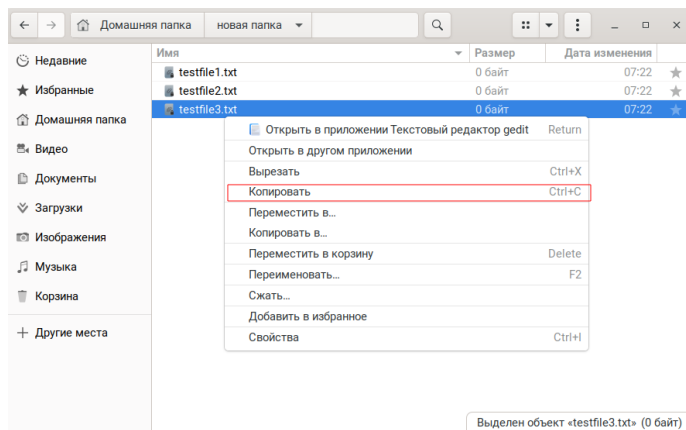 Домашняя папка новая папка
Имя Размер Дата изменения
Недавние
Избранные
Домашняя папка
Видео
Документы
Загрузки
Изображения
Музыка
Корзина
Другие места
testfile1.txt 0 байт 07:22
testfile2.txt 0 байт 07:22
testfile3.txt 0 байт 07:22
Открыть в приложении Текстовый редактор gedit Return
Открыть в другом приложении
Вырезать Ctrl+X
Копировать Ctrl+C
Переместить в...
Копировать в...
Переместить в корзину Delete
Переименовать... F2
Сжать...
Добавить в избранное
Свойства Ctrl+I
Выделен объект «testfile3.txt» (0 байт)